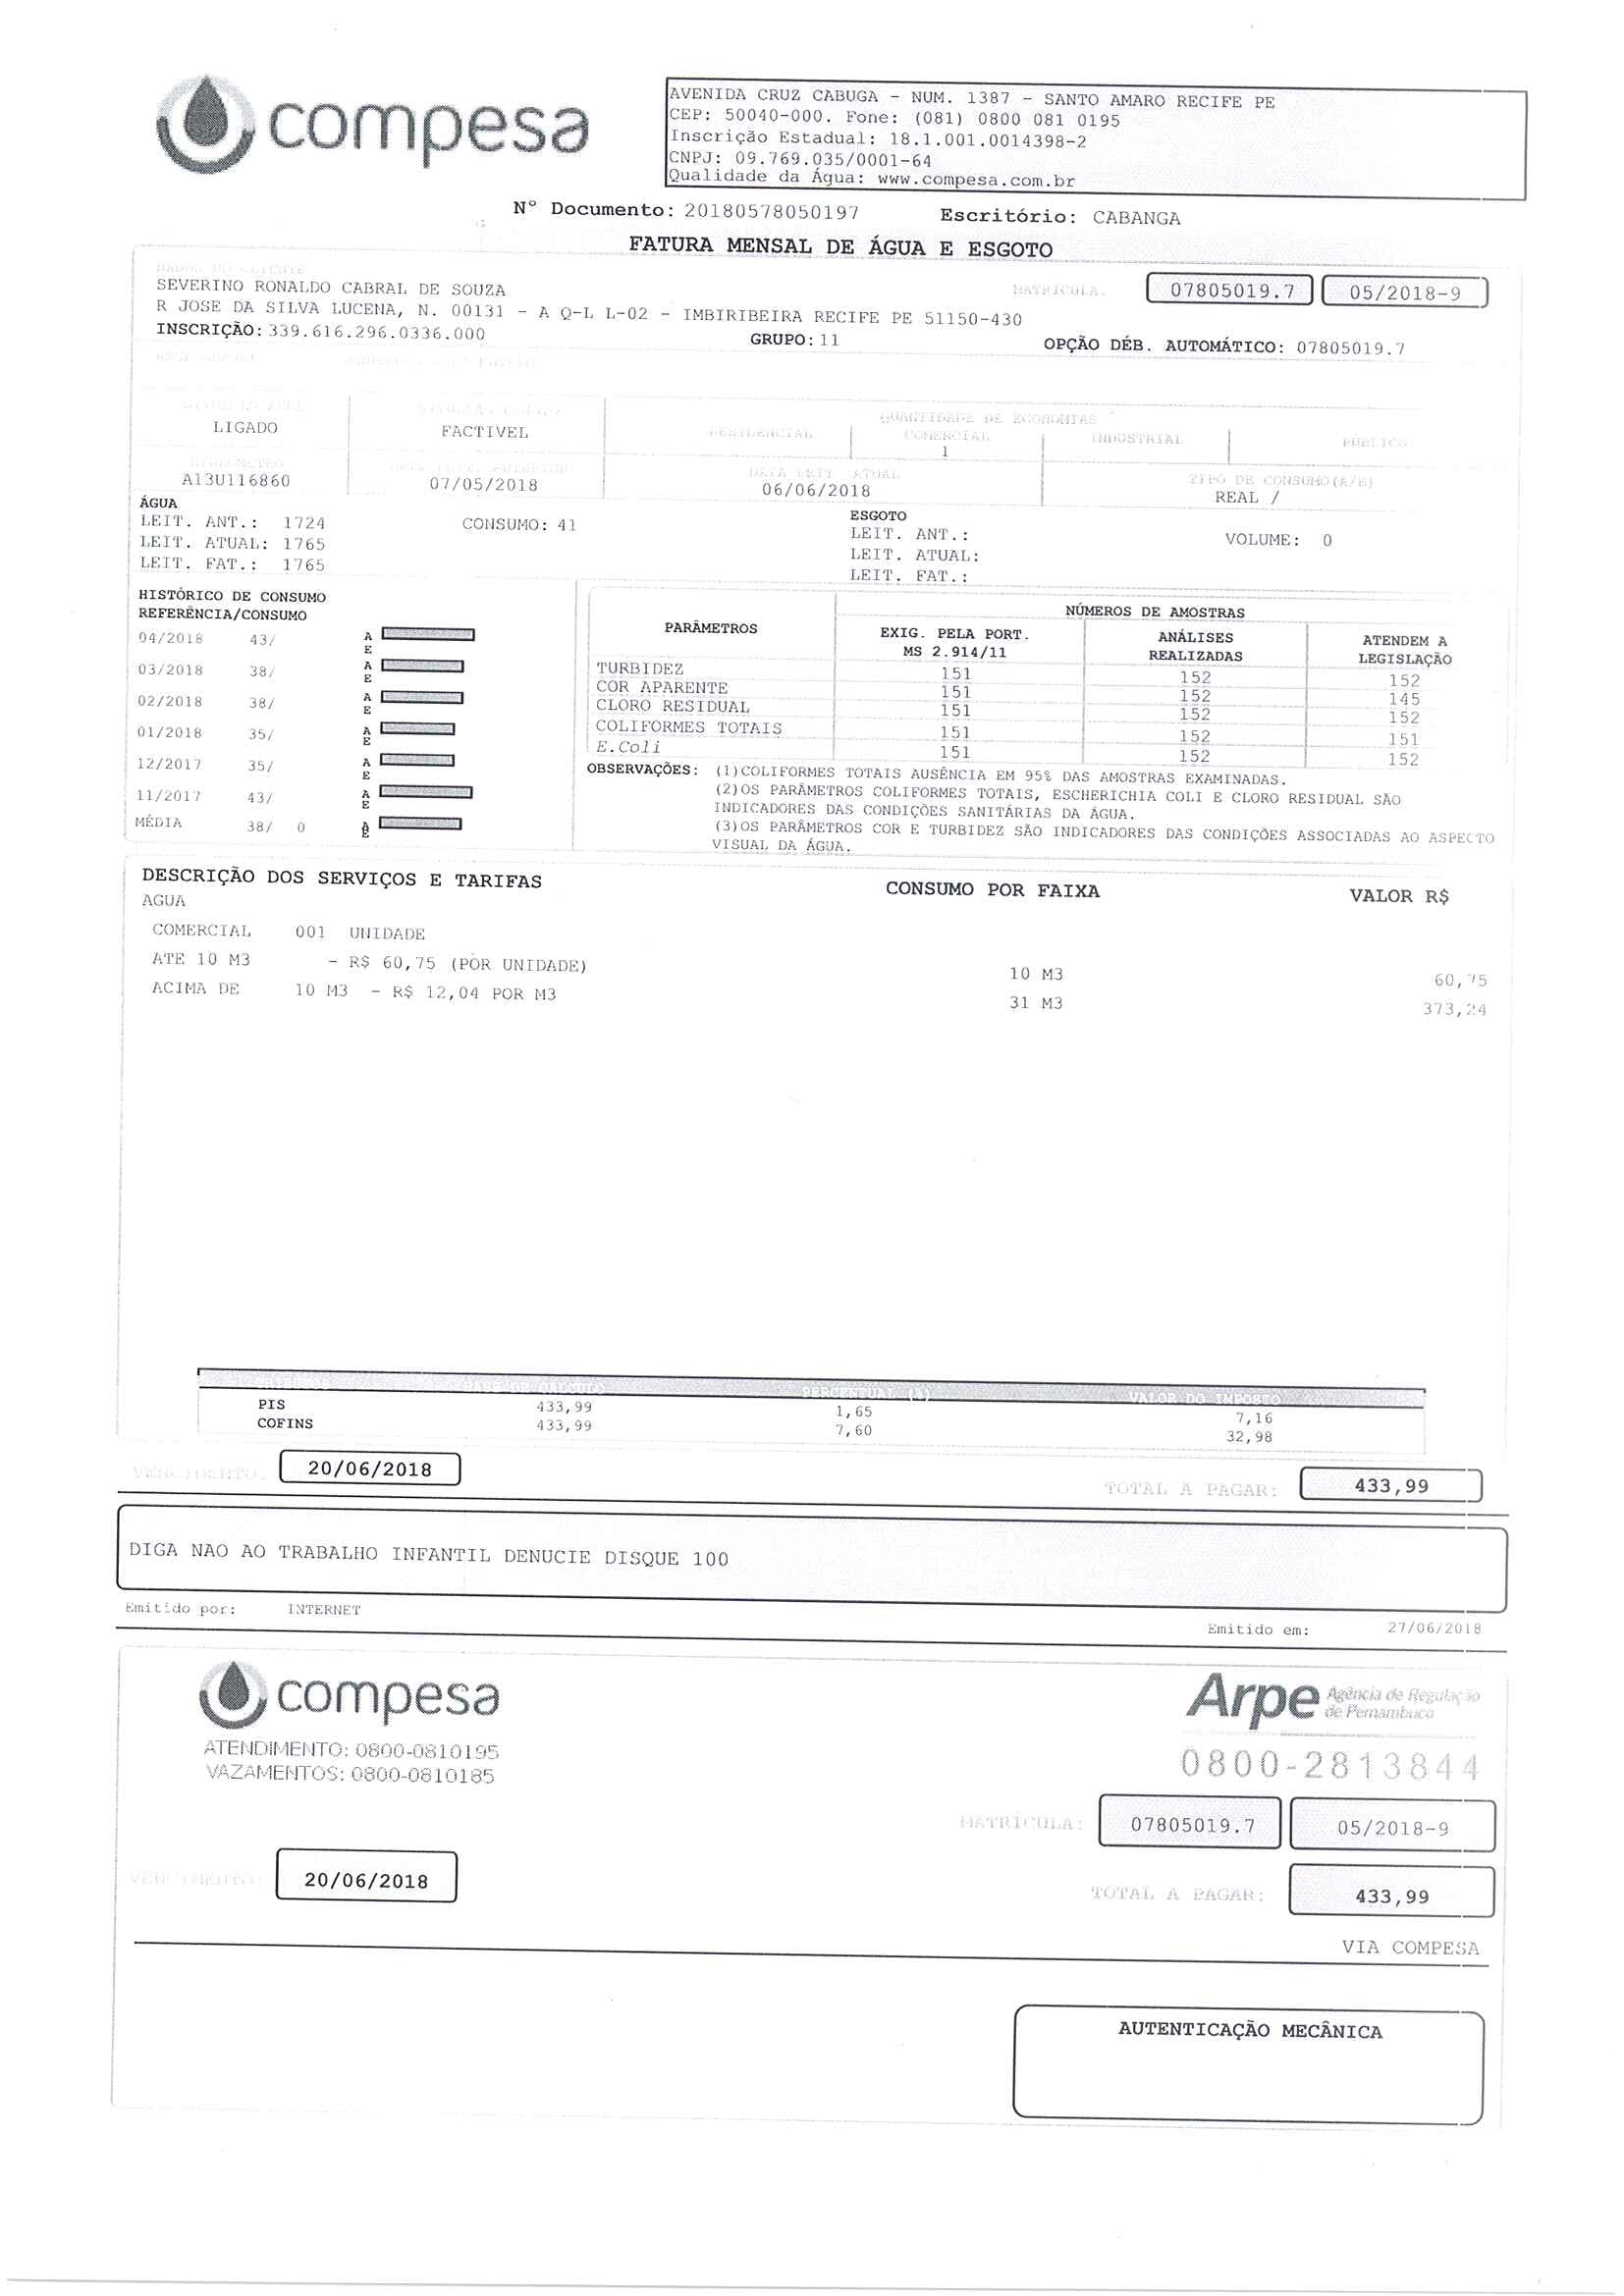 compesa
AVENIDA CRUZ CABUGA - NUM. 1387 - SANTO AMARO RECIFE PE
CEP: 50040-000. Fone: (081) 0800 081 0195
Inscrição Estadual: 18.1.001.0014398-2
CNPJ: 09.769.035/0001-64
Qualidade da Água: www.compesa.com.br
N° Documento: 20180578050197 Escritório: CABANGA
FATURA MENSAL DE ÁGUA E ESGOTO
DADOS DO CLIENTE
SEVERINO RONALDO CABRAL DE SOUZA MATRÍCULA: 07805019.7 05/2018-9
R JOSE DA SILVA LUCENA, N. 00131 - A Q-L L-02 - IMBIRIBEIRA RECIFE PE 51150-430
INSCRIÇÃO: 339.616.296.0336.000 GRUPO: 11 OPÇÃO DÉB. AUTOMÁTICO: 07805019.7
QUANTIDADE DE ECONOMIAS
RESIDENCIAL COMERCIAL INDUSTRIAL PÚBLICO
LIGADO FACTIVEL 1
DATA LEIT. ATUAL TIPO DE CONSUMO(A/E)
A13U116860 07/05/2018 06/06/2018 REAL /
ÁGUA ESGOTO
LEIT. ANT.: 1724 CONSUMO: 41 LEIT. ANT.: VOLUME: 0
LEIT. ATUAL: 1765 LEIT. ATUAL:
LEIT. FAT.: 1765 LEIT. FAT.:
HISTÓRICO DE CONSUMO
REFERÊNCIA/CONSUMO
04/2018 43/ A E
03/2018 38/ A E
02/2018 38/ A E
01/2018 35/ A E
12/2017 35/ A E
11/2017 43/ A E
MÉDIA 38/ 0 A E
PARÂMETROS NÚMEROS DE AMOSTRAS
EXIG. PELA PORT. ANÁLISES ATENDEM A
MS 2.914/11 REALIZADAS LEGISLAÇÃO
TURBIDEZ 151 152 152
COR APARENTE 151 152 145
CLORO RESIDUAL 151 152 152
COLIFORMES TOTAIS 151 152 151
E.Coli 151 152 152
OBSERVAÇÕES: (1)COLIFORMES TOTAIS AUSÊNCIA EM 95% DAS AMOSTRAS EXAMINADAS.
(2)OS PARÂMETROS COLIFORMES TOTAIS, ESCHERICHIA COLI E CLORO RESIDUAL SÃO
INDICADORES DAS CONDIÇÕES SANITÁRIAS DA ÁGUA.
(3)OS PARÂMETROS COR E TURBIDEZ SÃO INDICADORES DAS CONDIÇÕES ASSOCIADAS AO ASPECTO
VISUAL DA ÁGUA.
DESCRIÇÃO DOS SERVIÇOS E TARIFAS CONSUMO POR FAIXA VALOR R$
AGUA
COMERCIAL 001 UNIDADE
ATE 10 M3 - R$ 60,75 (POR UNIDADE) 10 M3 60,75
ACIMA DE 10 M3 - R$ 12,04 POR M3 31 M3 373,24
PERCENTUAL (%) VALOR DO IMPOSTO
PIS 433,99 1,65 7,16
COFINS 433,99 7,60 32,98
VENCIMENTO: 20/06/2018 TOTAL A PAGAR: 433,99
DIGA NAO AO TRABALHO INFANTIL DENUCIE DISQUE 100
Emitido por: INTERNET Emitido em: 27/06/2018
compesa
ATENDIMENTO: 0800-0810195
VAZAMENTOS: 0800-0810185
Arpe Agência de Regulação
de Pernambuco
0800-2813844
MATRÍCULA: 07805019.7 05/2018-9
VENCIMENTO: 20/06/2018 TOTAL A PAGAR: 433,99
VIA COMPESA
AUTENTICAÇÃO MECÂNICA